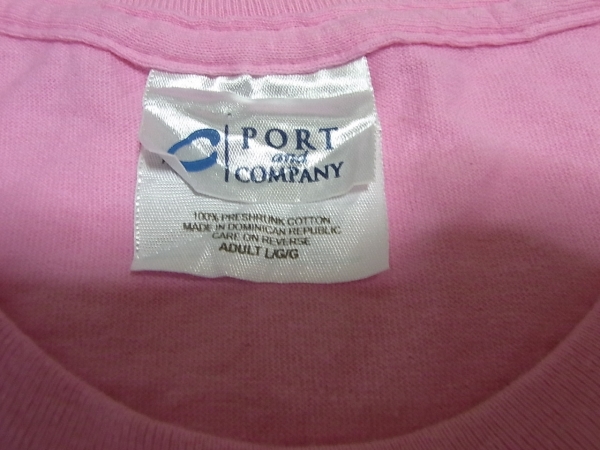 PORT
and
COMPANY
100% PRESHRUNK COTTON
MADE IN DOMINICAN REPUBLIC
CARE ON REVERSE
ADULT L/G/G